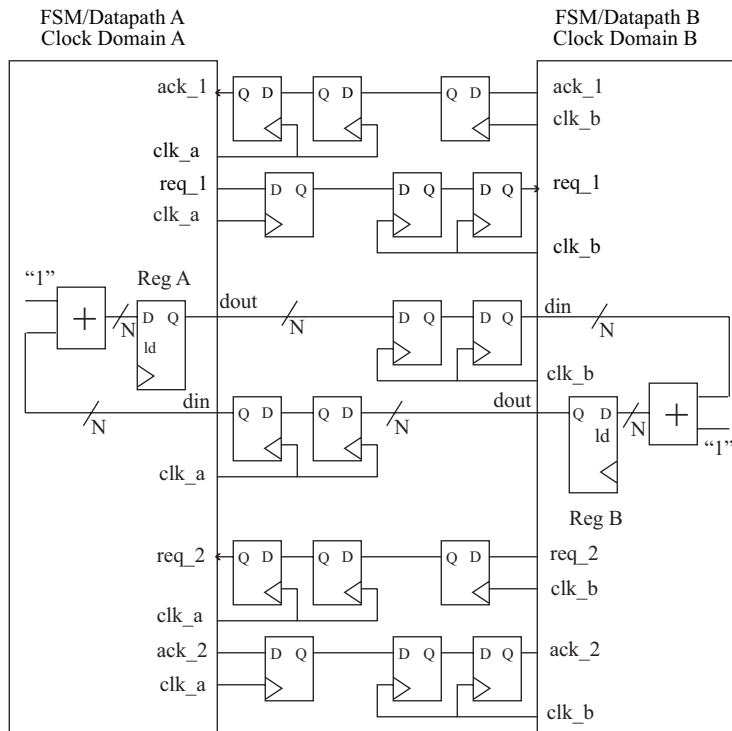 FSM/Datapath A
Clock Domain A
FSM/Datapath B
Clock Domain B
ack_1 Q D Q D Q D ack_1
clk_b
clk_a
req_1 D Q D Q D Q req_1
clk_a
clk_b
"1"
Reg A
dout
din
+ N D Q N N
ld
clk_b
din Q D Q D dout Q D +
N N N
ld
"1"
clk_a
Reg B
req_2 Q D Q D Q D req_2
clk_b
clk_a
ack_2 D Q D Q D Q ack_2
clk_a
clk_b